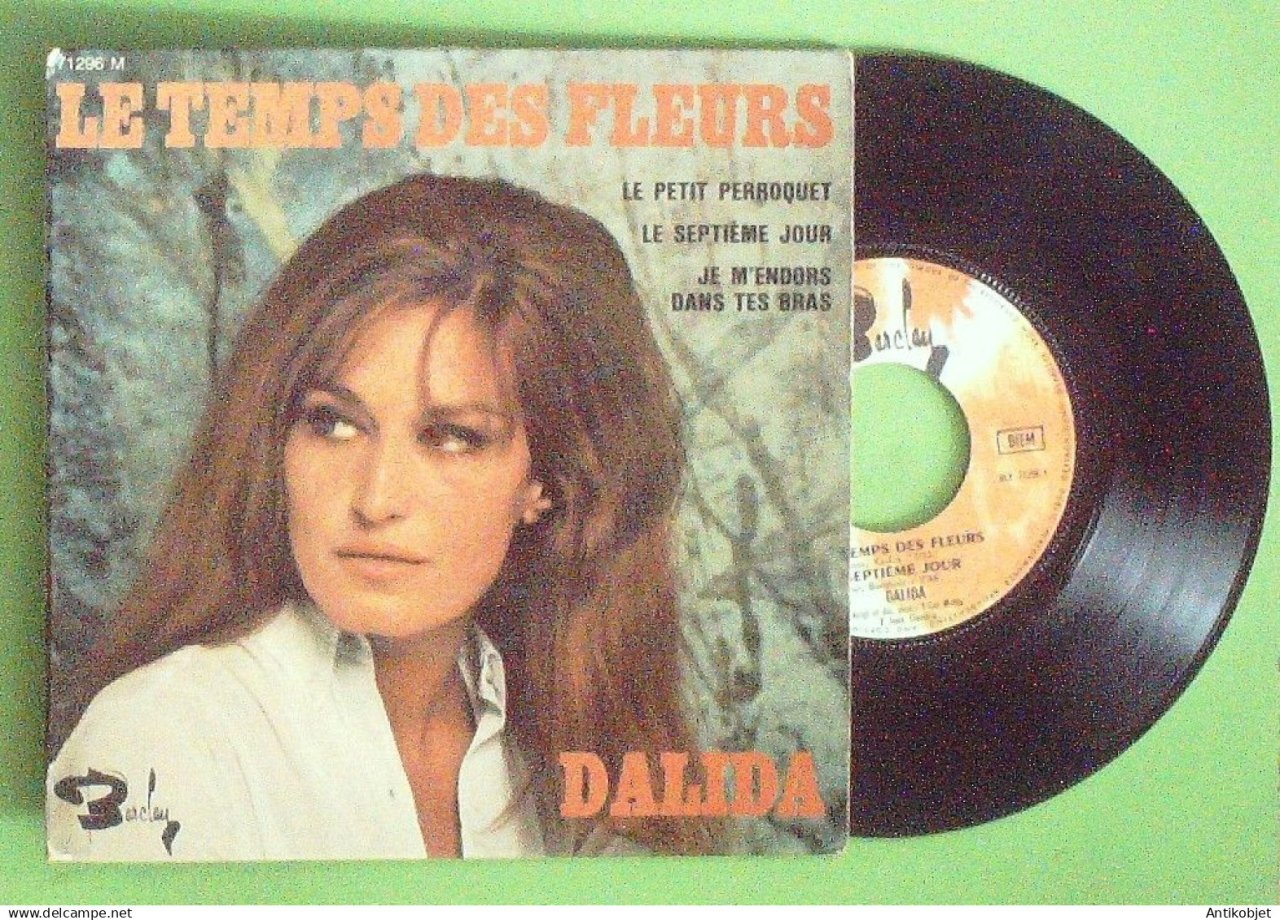 71296 M
LE TEMPS DES FLEURS
LE PETIT PERROQUET
LE SEPTIÈME JOUR
JE M'ENDORS
DANS TES BRAS
DALIDA
Barclay
Barclay
BIEM
TEMPS DES FLEURS
SEPTIÈME JOUR
DALIDA
Antikobjet
delcampe.net